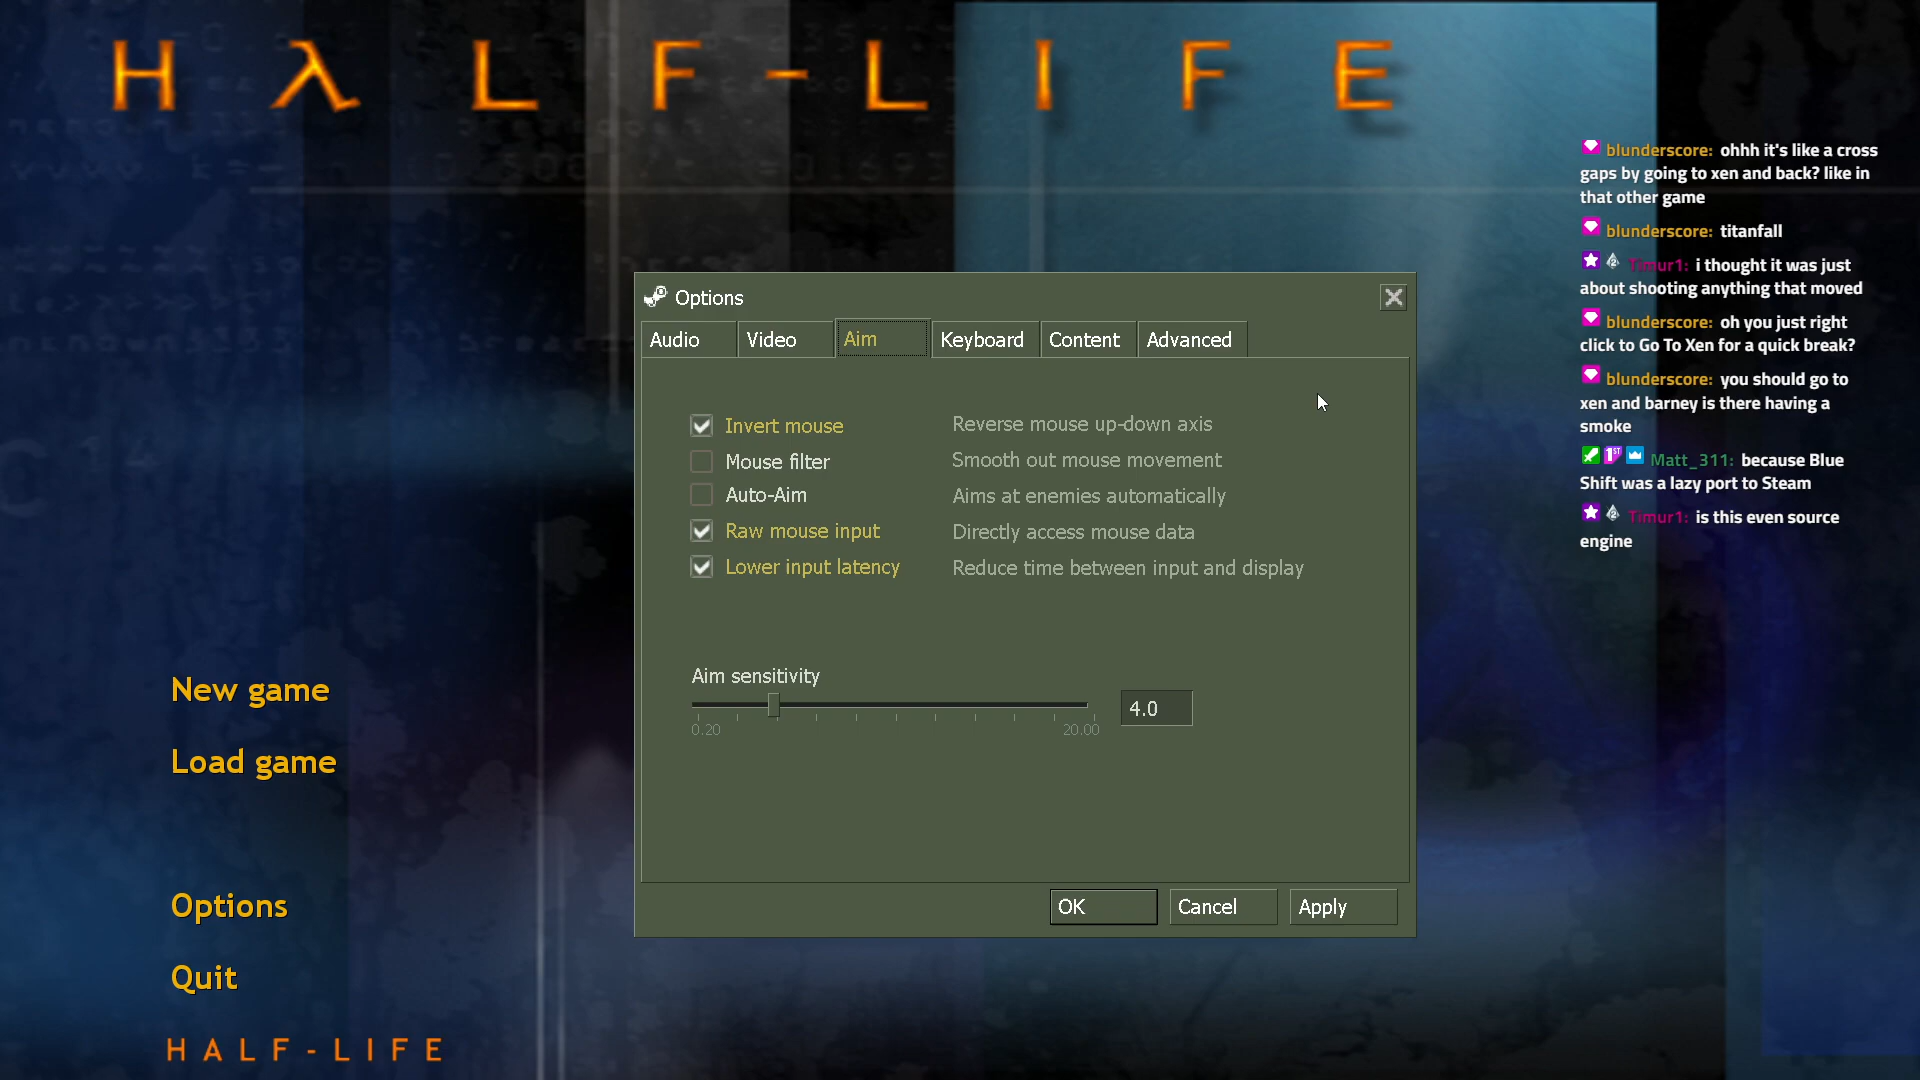 HλLF-LIFE
Options
Audio Video Aim Keyboard Content Advanced
Invert mouse Reverse mouse up-down axis
Mouse filter Smooth out mouse movement
Auto-Aim Aims at enemies automatically
Raw mouse input Directly access mouse data
Lower input latency Reduce time between input and display
Aim sensitivity
4.0
0.20 20.00
OK Cancel Apply
New game
Load game
Options
Quit
HALF-LIFE
blunderscore: ohhh it's like a cross
gaps by going to xen and back? like in
that other game
blunderscore: titanfall
Timur1: i thought it was just
about shooting anything that moved
blunderscore: oh you just right
click to Go To Xen for a quick break?
blunderscore: you should go to
xen and barney is there having a
smoke
Matt_311: because Blue
Shift was a lazy port to Steam
Timur1: is this even source
engine